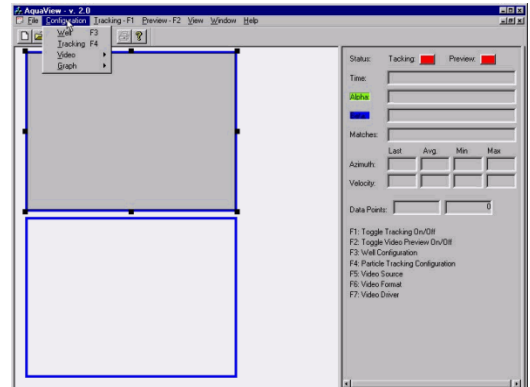 AquaView - v. 2.0
File Configuration Tracking - F1 Preview - F2 View Window Help
Well F3
Tracking F4
Video
Graph
Status: Tacking: Preview:
Time:
Alpha:
Matches:
Last Avg. Min Max
Azimuth:
Velocity:
Data Points: 0
F1: Toggle Tracking On/Off
F2: Toggle Video Preview On/Off
F3: Well Configuration
F4: Particle Tracking Configuration
F5: Video Source
F6: Video Format
F7: Video Driver